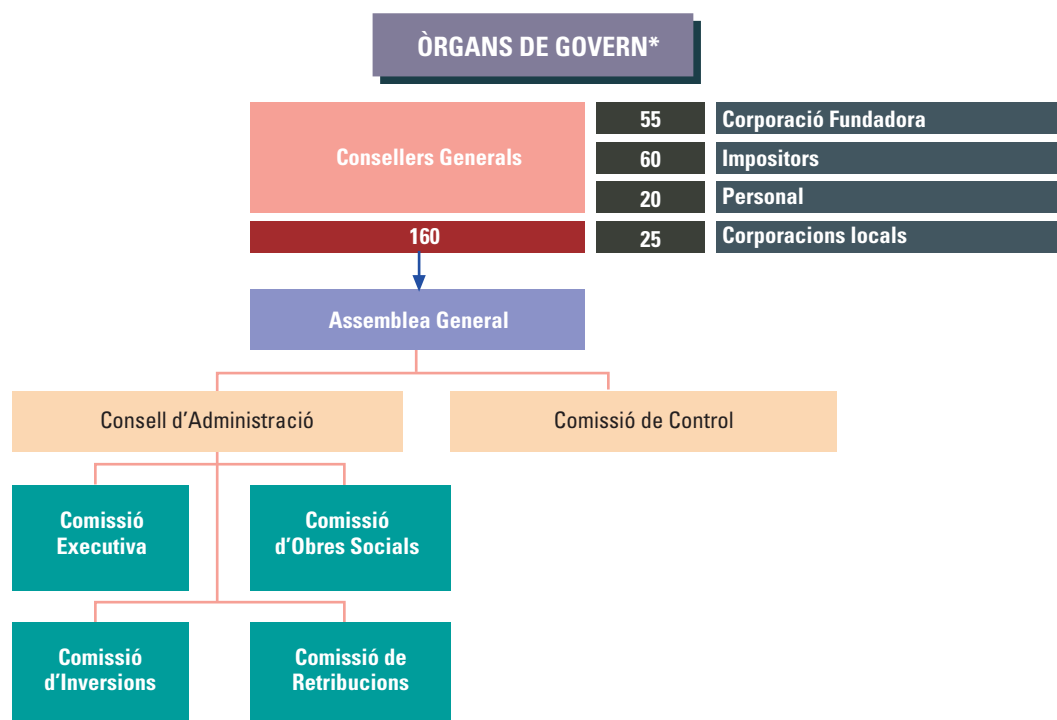 ÒRGANS DE GOVERN*
Consellers Generals
55 Corporació Fundadora
60 Impositors
20 Personal
160
25 Corporacions locals
Assemblea General
Consell d'Administració
Comissió de Control
Comissió
Executiva
Comissió
d'Obres Socials
Comissió
d'Inversions
Comissió de
Retribucions